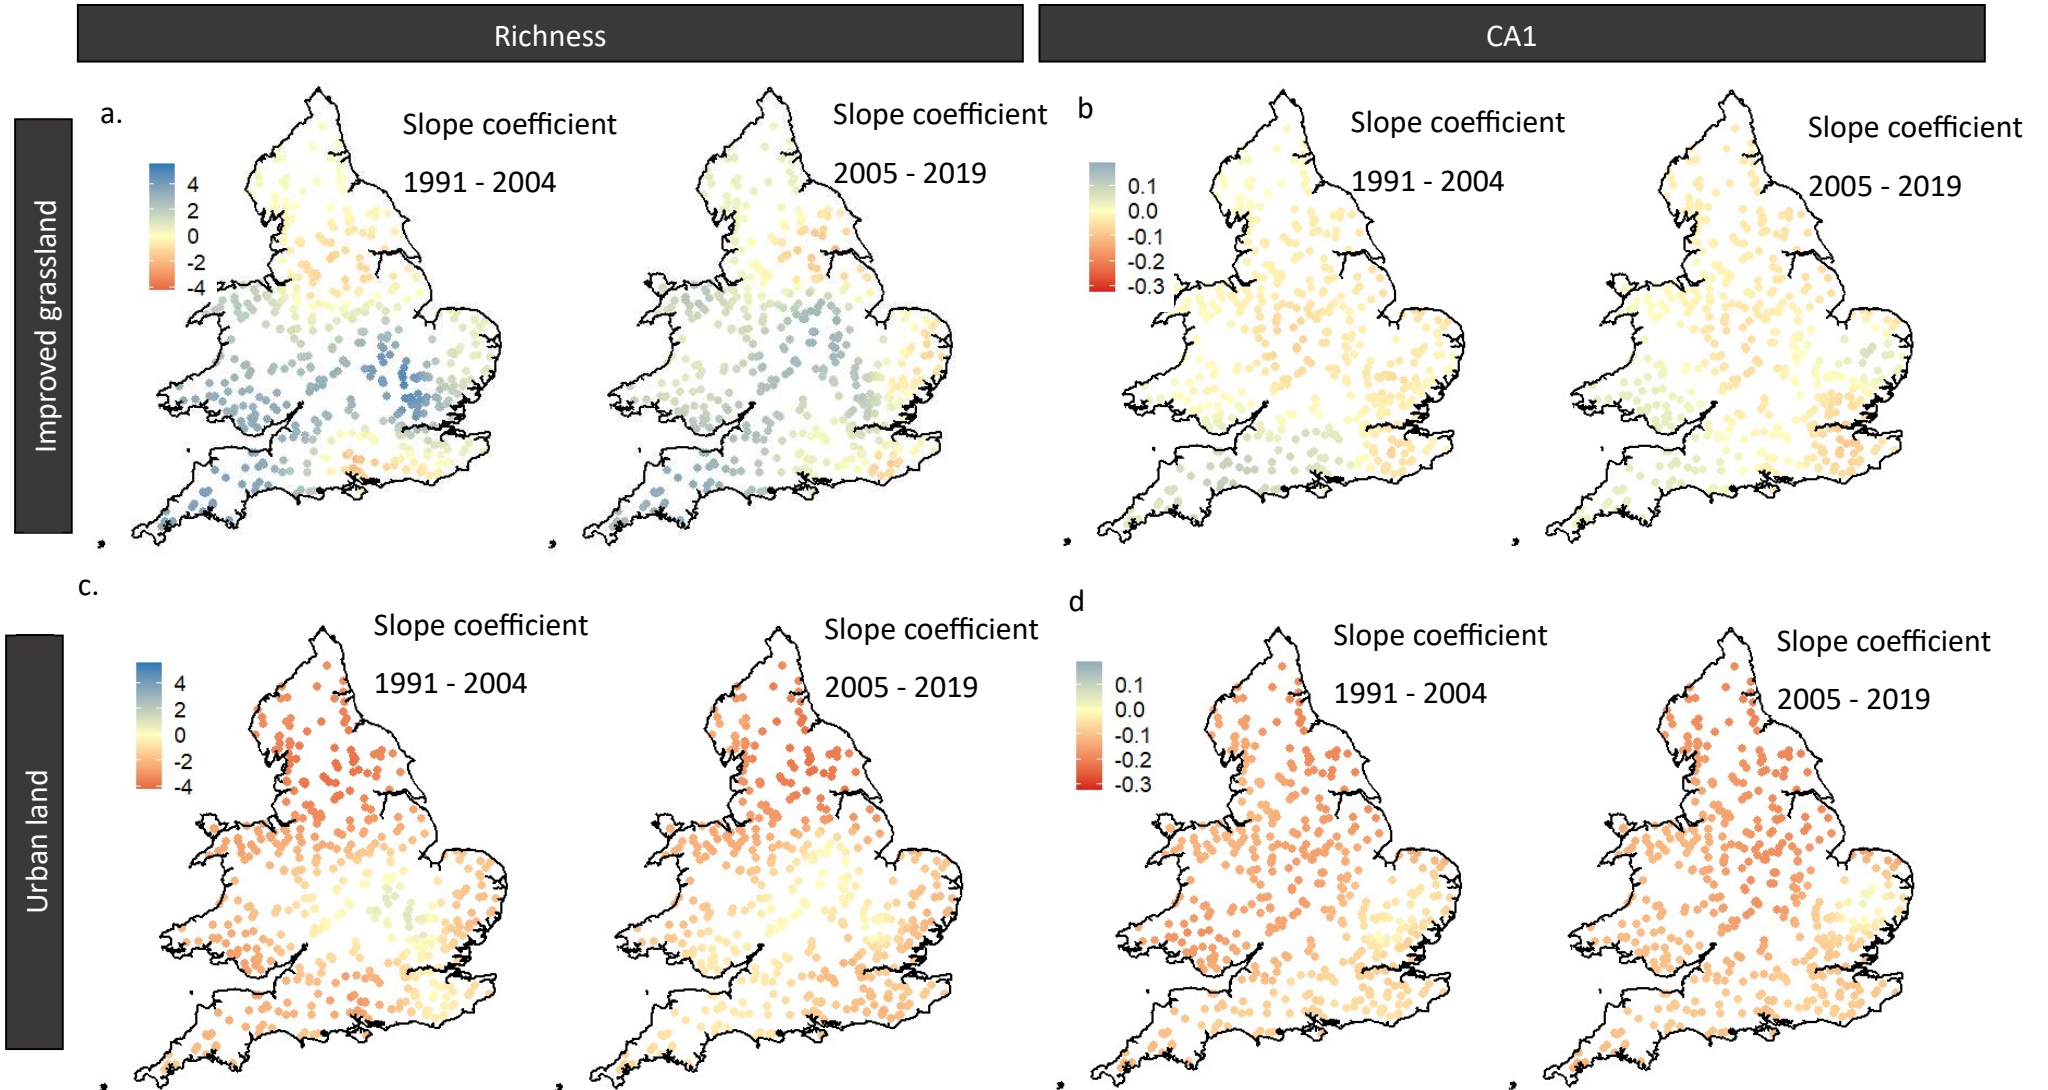 Richness
CA1
Improved grassland
a.
Slope coefficient
1991 - 2004
4
2
0
-2
-4
Slope coefficient
2005 - 2019
b
Slope coefficient
1991 - 2004
0.1
0.0
-0.1
-0.2
-0.3
Slope coefficient
2005 - 2019
Urban land
c.
Slope coefficient
1991 - 2004
4
2
0
-2
-4
Slope coefficient
2005 - 2019
d
Slope coefficient
1991 - 2004
0.1
0.0
-0.1
-0.2
-0.3
Slope coefficient
2005 - 2019